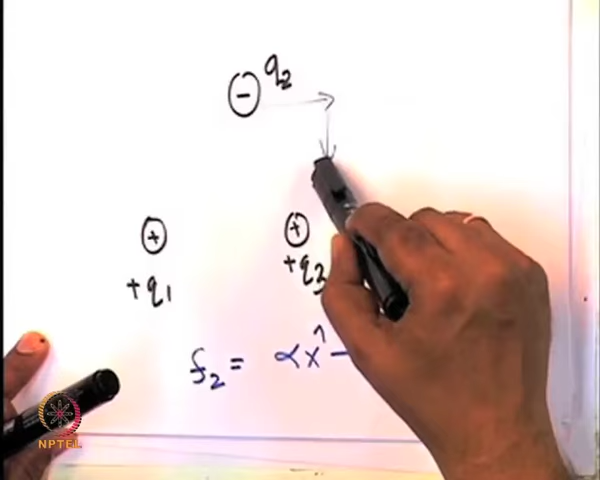 − q₂
+ +
+q₁ +q₃
f₂ = αx̂ −
NPTEL